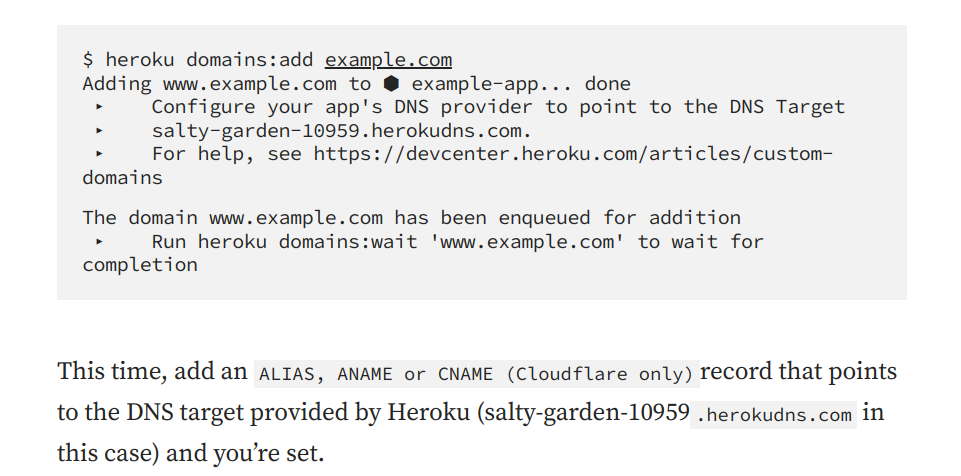 $ heroku domains:add example.com
Adding www.example.com to ⬢ example-app... done
▸    Configure your app's DNS provider to point to the DNS Target
▸    salty-garden-10959.herokudns.com.
▸    For help, see https://devcenter.heroku.com/articles/custom-
domains
The domain www.example.com has been enqueued for addition
▸    Run heroku domains:wait 'www.example.com' to wait for
completion
This time, add an ALIAS, ANAME or CNAME (Cloudflare only) record that points
to the DNS target provided by Heroku (salty-garden-10959.herokudns.com in
this case) and you’re set.